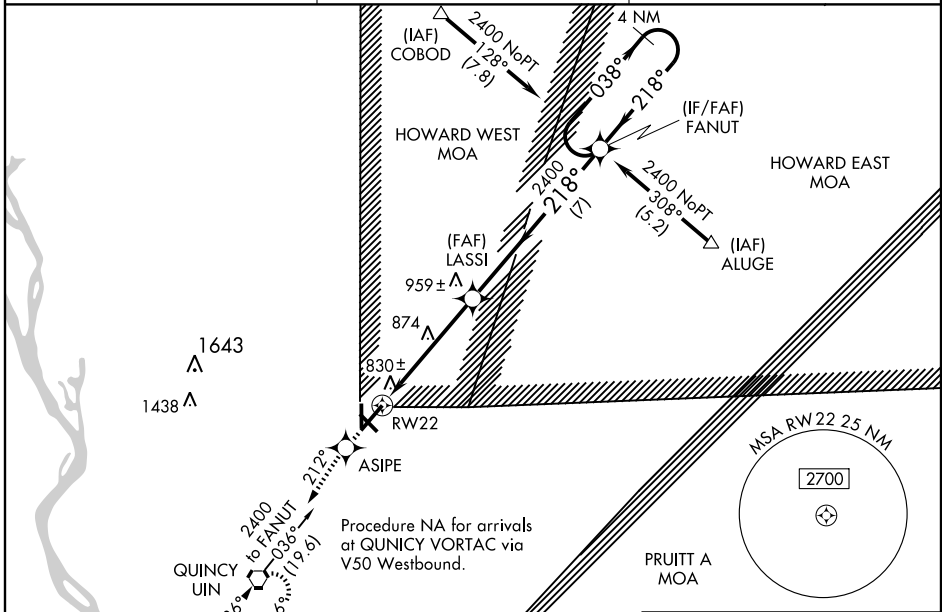 4 NM
(IAF)
COBOD
2400 NoPT
128°
(7.8)
038°
218°
(IF/FAF)
FANUT
HOWARD WEST
MOA
HOWARD EAST
MOA
2400 NoPT
308°
(5.2)
2400
218°
(7)
(IAF)
ALUGE
(FAF)
LASSI
959±
874
1643
830±
1438
RW22
ASIPE
212°
MSA RW22 25 NM
2700
2400
to FANUT
036°
(19.6)
Procedure NA for arrivals
at QUNICY VORTAC via
V50 Westbound.
QUINCY
UIN
PRUITT A
MOA